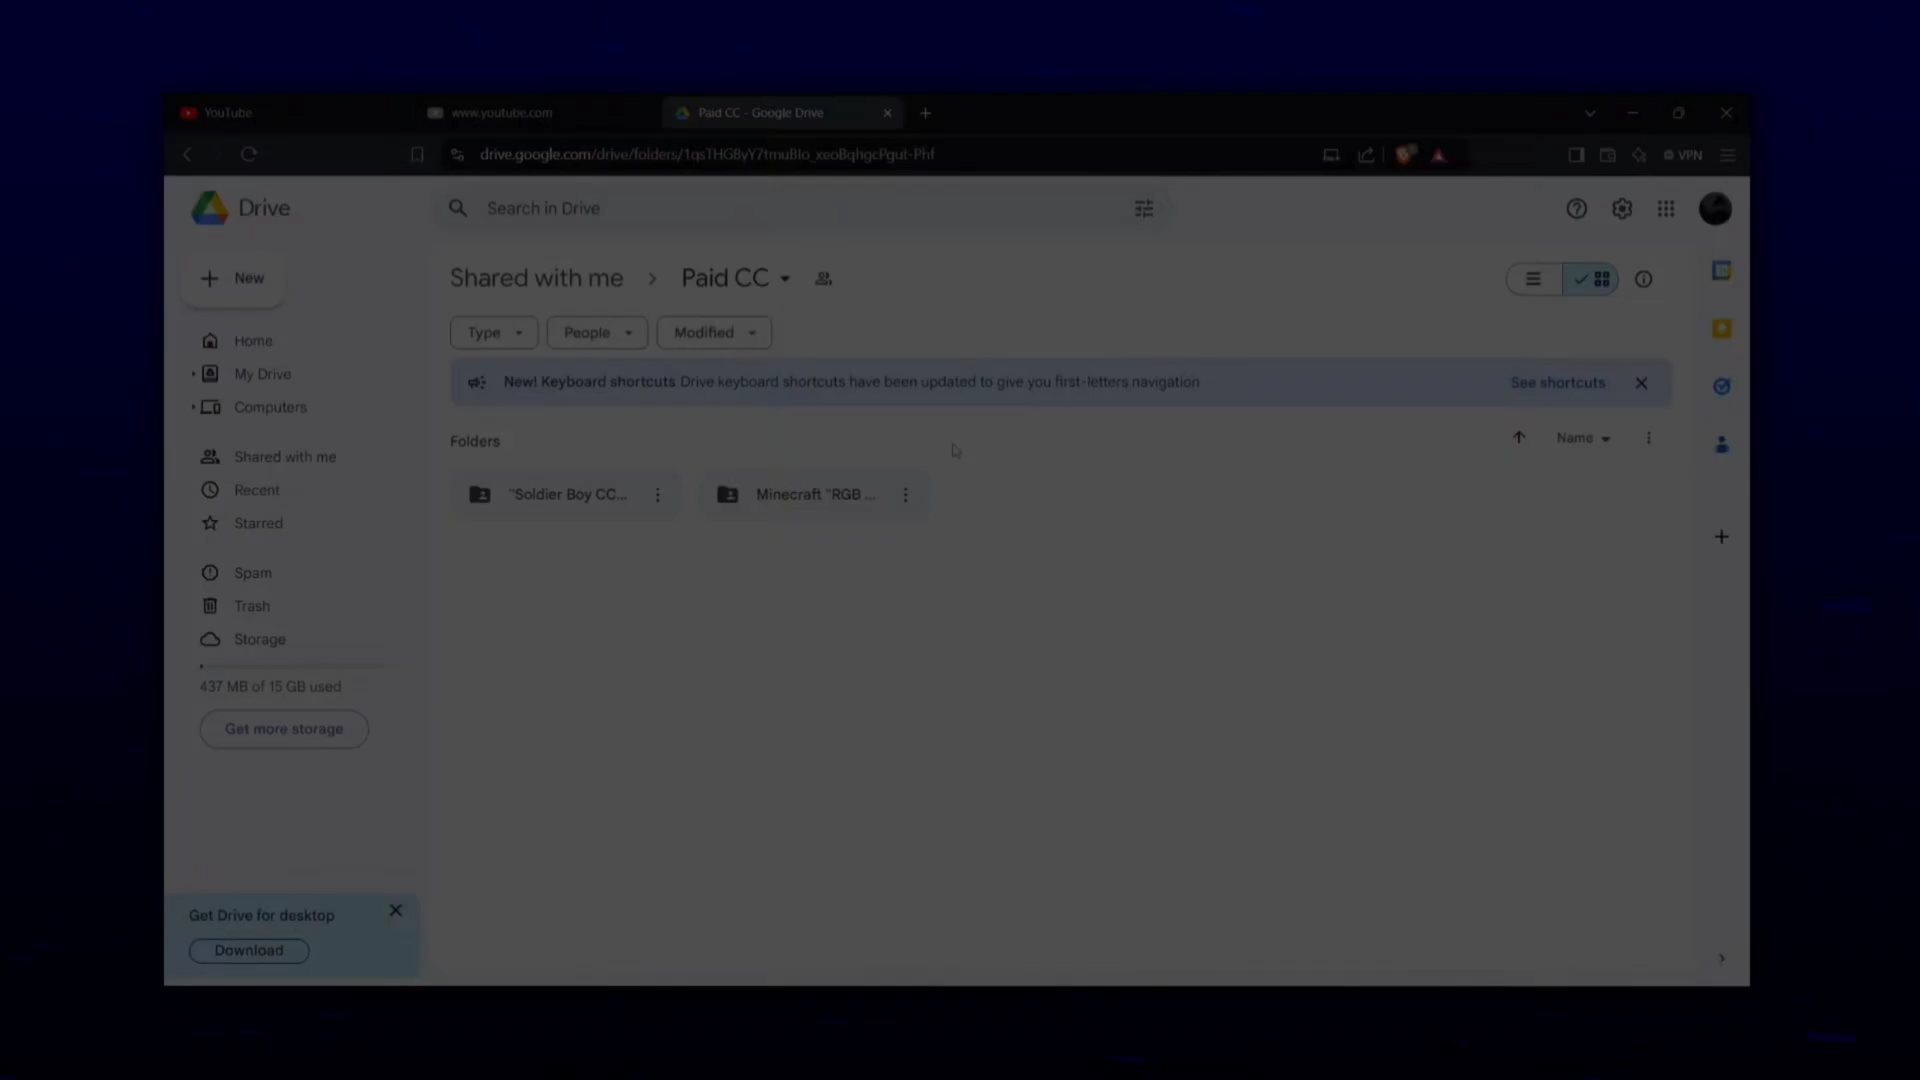 YouTube
www.youtube.com
Paid CC - Google Drive
drive.google.com/drive/folders/1qsTHG8yY7tmuBIo_xeoBqhgcPgut-Phf
VPN
Drive
Search in Drive
New
Shared with me
Paid CC
Home
Type
People
Modified
My Drive
New! Keyboard shortcuts Drive keyboard shortcuts have been updated to give you first-letters navigation
See shortcuts
Computers
Folders
Name
Shared with me
Recent
"Soldier Boy CC...
Minecraft "RGB ...
Starred
Spam
Trash
Storage
437 MB of 15 GB used
Get more storage
Get Drive for desktop
Download